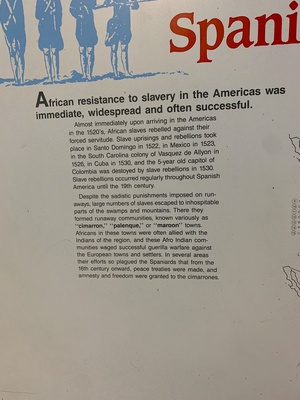 Spani
African resistance to slavery in the Americas was
immediate, widespread and often successful.
Almost immediately upon arriving in the Americas
in the 1520's, African slaves rebelled against their
forced servitude. Slave uprisings and rebellions took
place in Santo Domingo in 1522, in Mexico in 1523,
in the South Carolina colony of Vasquez de Allyon in
1526, in Cuba in 1530, and the 5-year old capitol of
Colombia was destoyed by slave rebellions in 1530.
Slave rebellions occurred regularly throughout Spanish
America until the 19th century.
Despite the sadistic punishments imposed on run-
aways, large numbers of slaves escaped to inhospitable
parts of the swamps and mountains. There they
formed runaway communities, known variously as
"cimarron," "palenque," or "maroon" towns.
Africans in these towns were often allied with the
Indians of the region, and these Afro Indian com-
munities waged successful guerilla warfare against
the European towns and settlers. In several areas
their efforts so plagued the Spaniards that from the
16th century onward, peace treaties were made, and
amnesty and freedom were granted to the cimarrones.